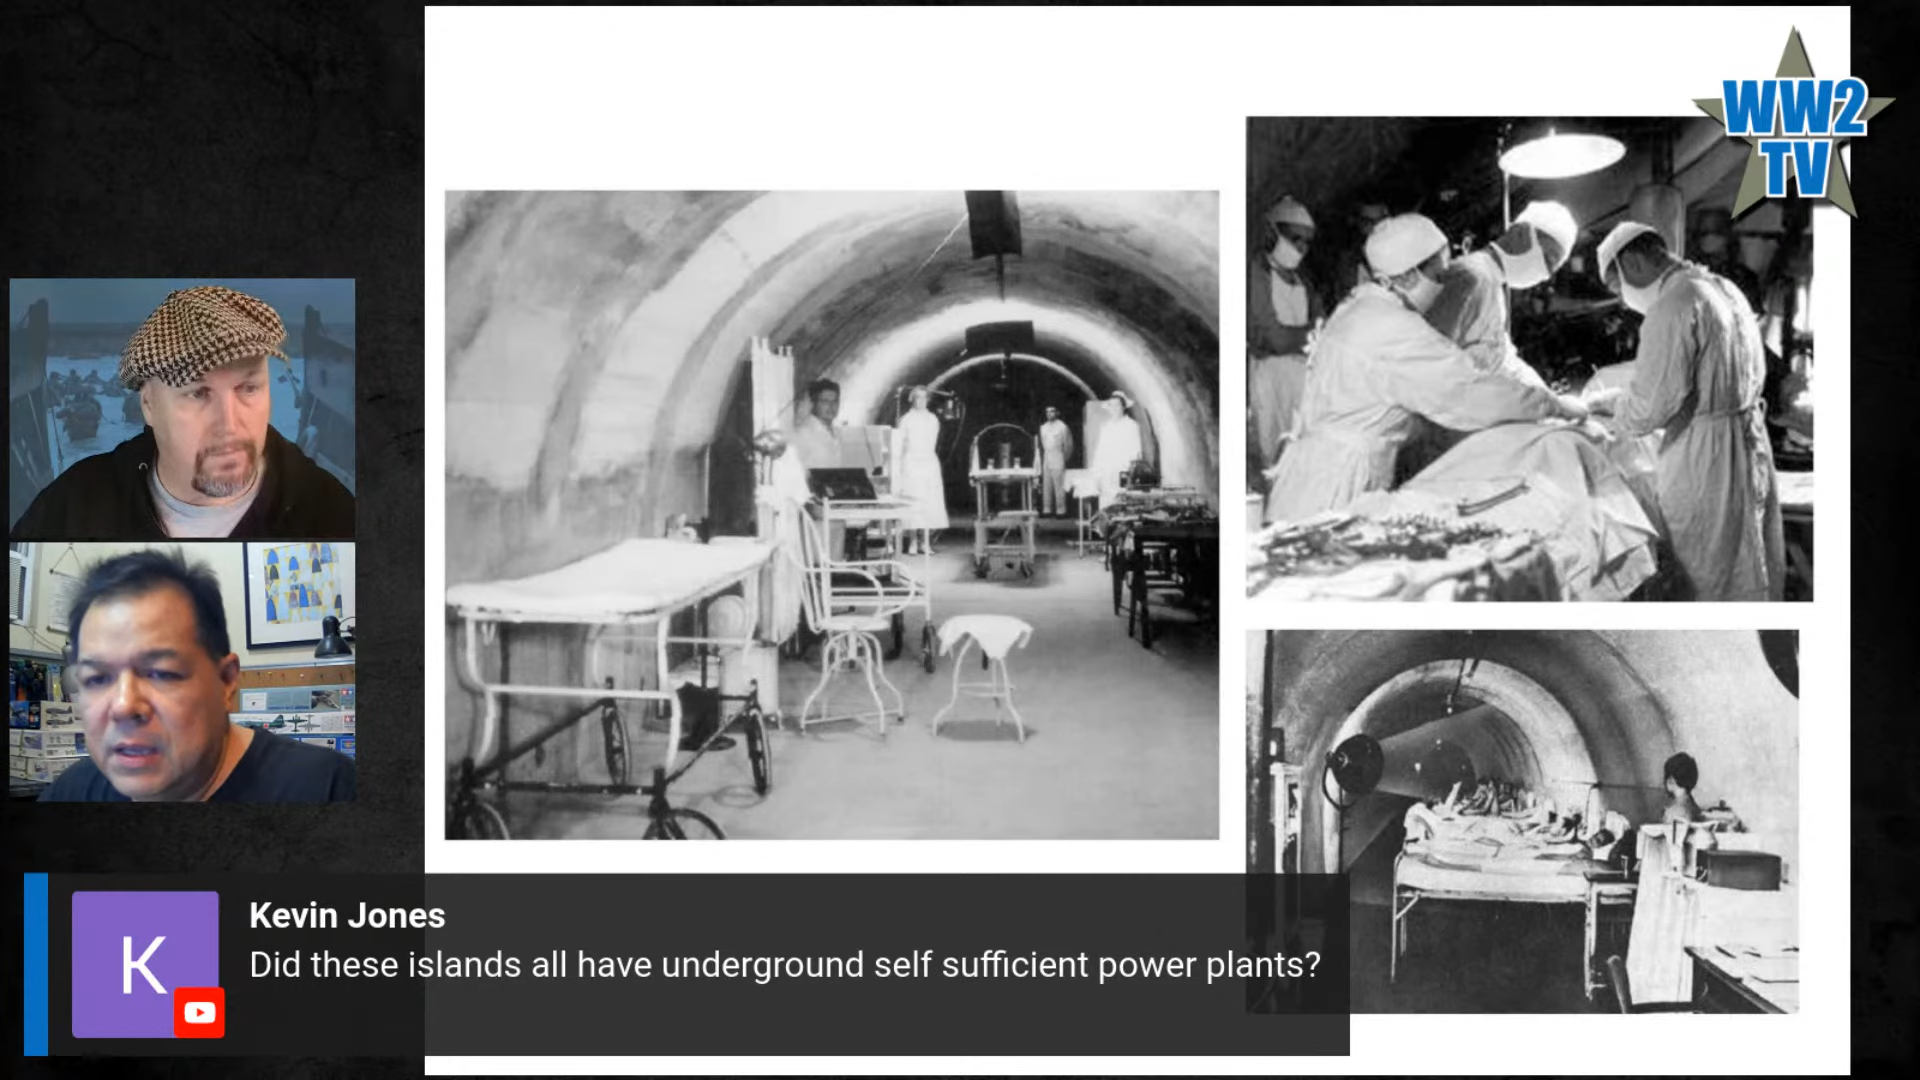 WW2
TV
K
Kevin Jones
Did these islands all have underground self sufficient power plants?